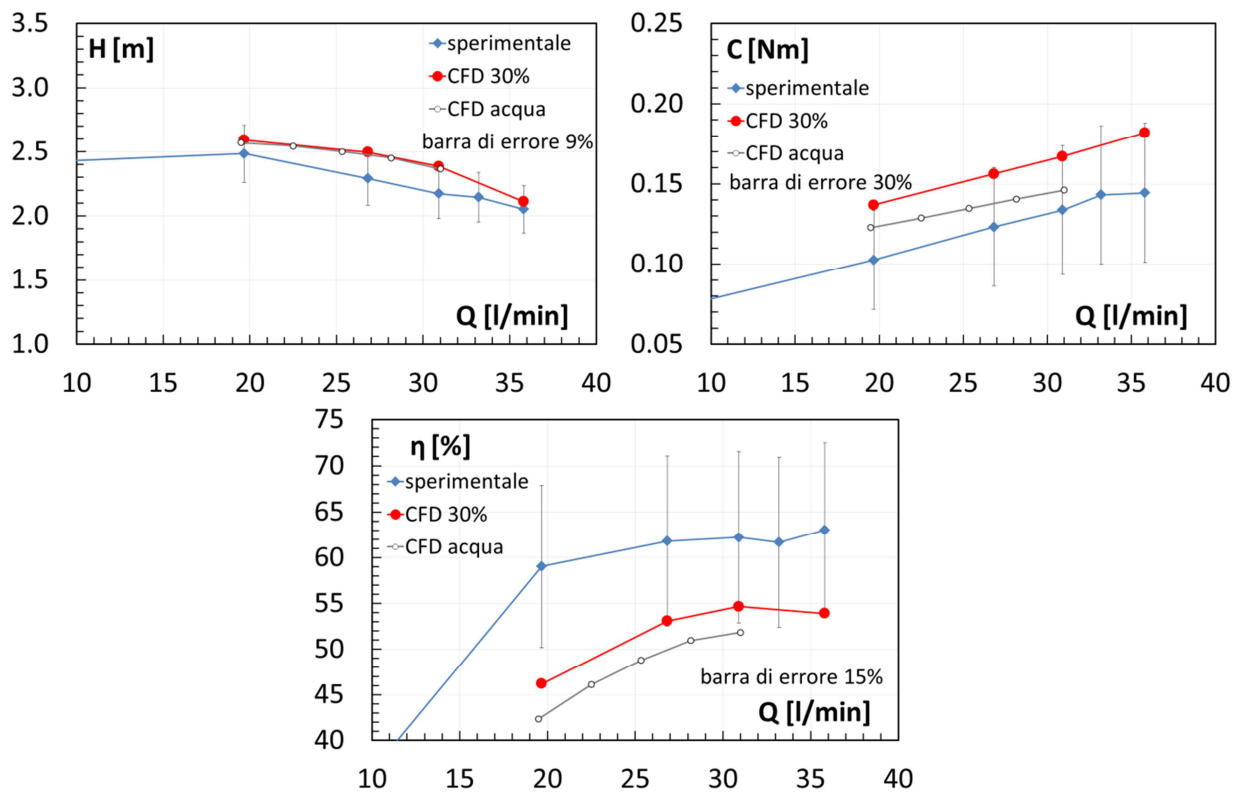 H [m]
3.5
3.0
2.5
2.0
1.5
1.0
sperimentale
CFD 30%
CFD acqua
barra di errore 9%
Q [l/min]
10 15 20 25 30 35 40
C [Nm]
0.25
0.20
0.15
0.10
0.05
sperimentale
CFD 30%
CFD acqua
barra di errore 30%
Q [l/min]
10 15 20 25 30 35 40
η [%]
75
70
65
60
55
50
45
40
sperimentale
CFD 30%
CFD acqua
barra di errore 15%
Q [l/min]
10 15 20 25 30 35 40